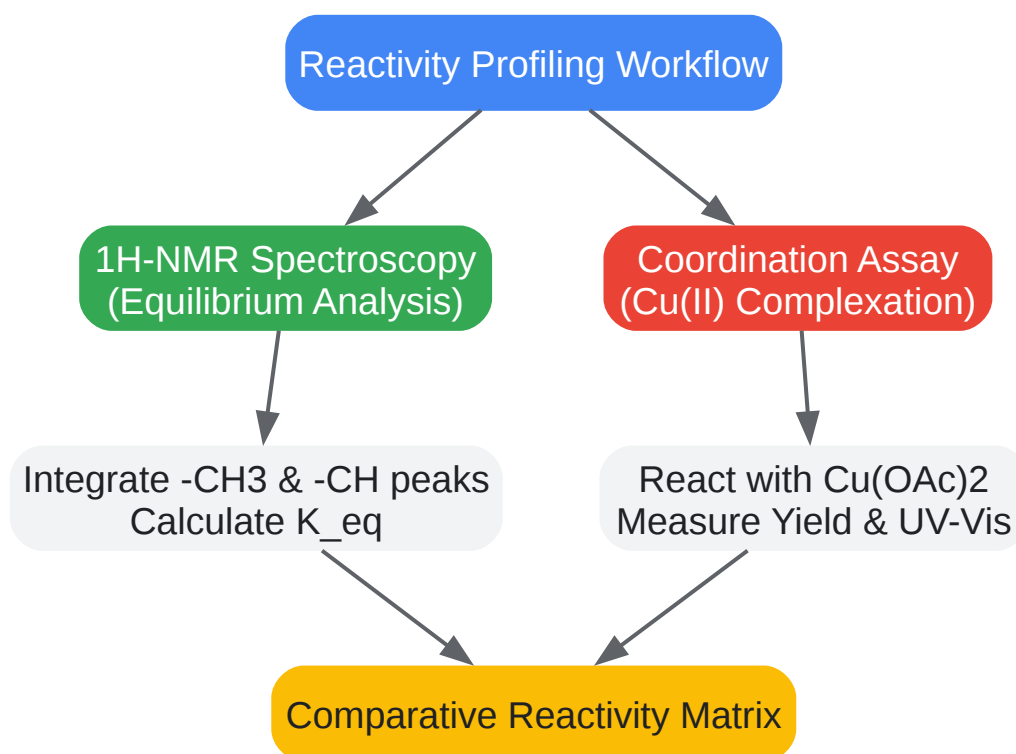 Reactivity Profiling Workflow
1H-NMR Spectroscopy
(Equilibrium Analysis)
Coordination Assay
(Cu(II) Complexation)
Integrate -CH3 & -CH peaks
Calculate K_eq
React with Cu(OAc)2
Measure Yield & UV-Vis
Comparative Reactivity Matrix